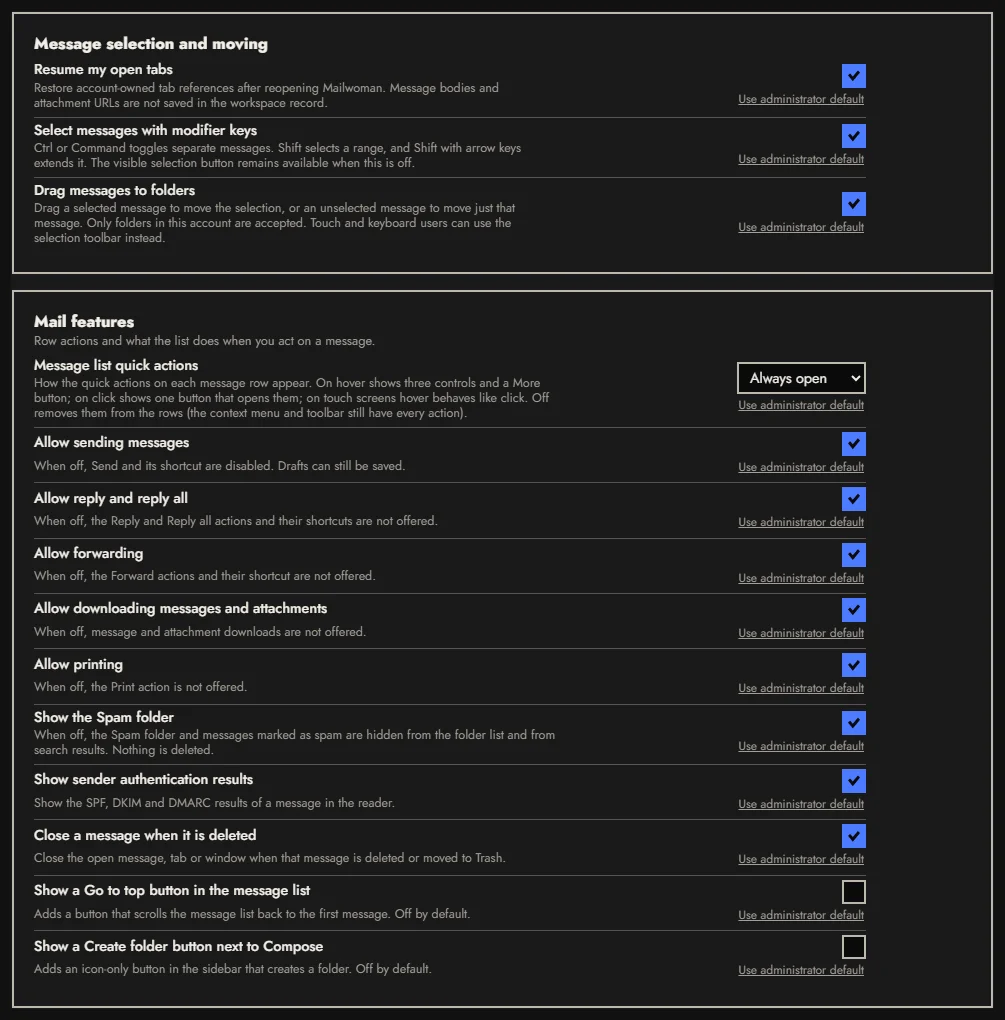 Message selection and moving
Resume my open tabs
Restore account-owned tab references after reopening Mailwoman. Message bodies and
attachment URLs are not saved in the workspace record.
Use administrator default
Select messages with modifier keys
Ctrl or Command toggles separate messages. Shift selects a range, and Shift with arrow keys
extends it. The visible selection button remains available when this is off.
Use administrator default
Drag messages to folders
Drag a selected message to move the selection, or an unselected message to move just that
message. Only folders in this account are accepted. Touch and keyboard users can use the
selection toolbar instead.
Use administrator default
Mail features
Row actions and what the list does when you act on a message.
Message list quick actions
How the quick actions on each message row appear. On hover shows three controls and a More
button; on click shows one button that opens them; on touch screens hover behaves like click. Off
removes them from the rows (the context menu and toolbar still have every action).
Always open
Use administrator default
Allow sending messages
When off, Send and its shortcut are disabled. Drafts can still be saved.
Use administrator default
Allow reply and reply all
When off, the Reply and Reply all actions and their shortcuts are not offered.
Use administrator default
Allow forwarding
When off, the Forward actions and their shortcut are not offered.
Use administrator default
Allow downloading messages and attachments
When off, message and attachment downloads are not offered.
Use administrator default
Allow printing
When off, the Print action is not offered.
Use administrator default
Show the Spam folder
When off, the Spam folder and messages marked as spam are hidden from the folder list and from
search results. Nothing is deleted.
Use administrator default
Show sender authentication results
Show the SPF, DKIM and DMARC results of a message in the reader.
Use administrator default
Close a message when it is deleted
Close the open message, tab or window when that message is deleted or moved to Trash.
Use administrator default
Show a Go to top button in the message list
Adds a button that scrolls the message list back to the first message. Off by default.
Use administrator default
Show a Create folder button next to Compose
Adds an icon-only button in the sidebar that creates a folder. Off by default.
Use administrator default